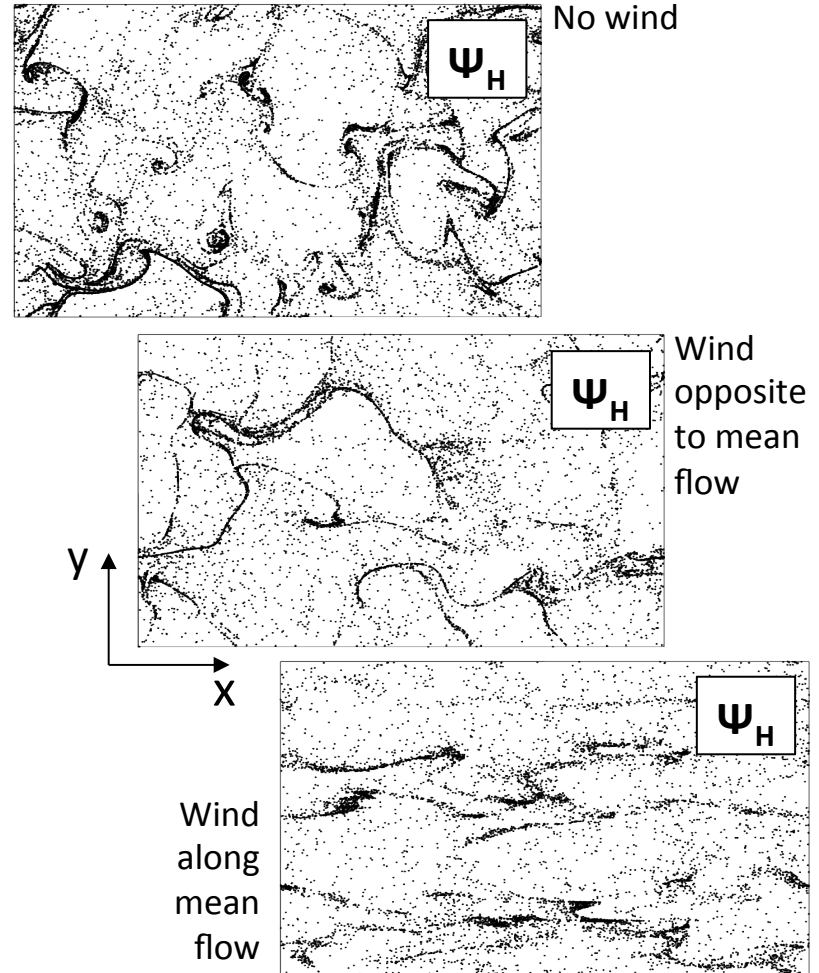 No wind
Ψ_H
Wind
opposite
to mean
flow
Ψ_H
y
x
Ψ_H
Wind
along
mean
flow